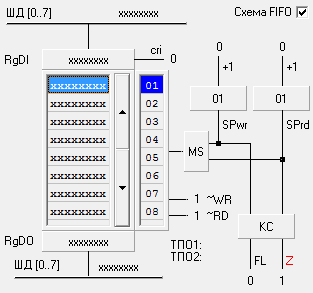 ШД [0..7] xxxxxxxx Схема FIFO
cri 0 0 0
RgDI xxxxxxxx +1 +1
xxxxxxxx 01 01 01
xxxxxxxx 02
xxxxxxxx 03 SPwr SPrd
xxxxxxxx 04
xxxxxxxx 05 MS
xxxxxxxx 06
xxxxxxxx 07 1 ~WR
xxxxxxxx 08 1 ~RD
КС
RgDO xxxxxxxx ТПО1:
ТПО2: FL Z
ШД [0..7] xxxxxxxx 0 1